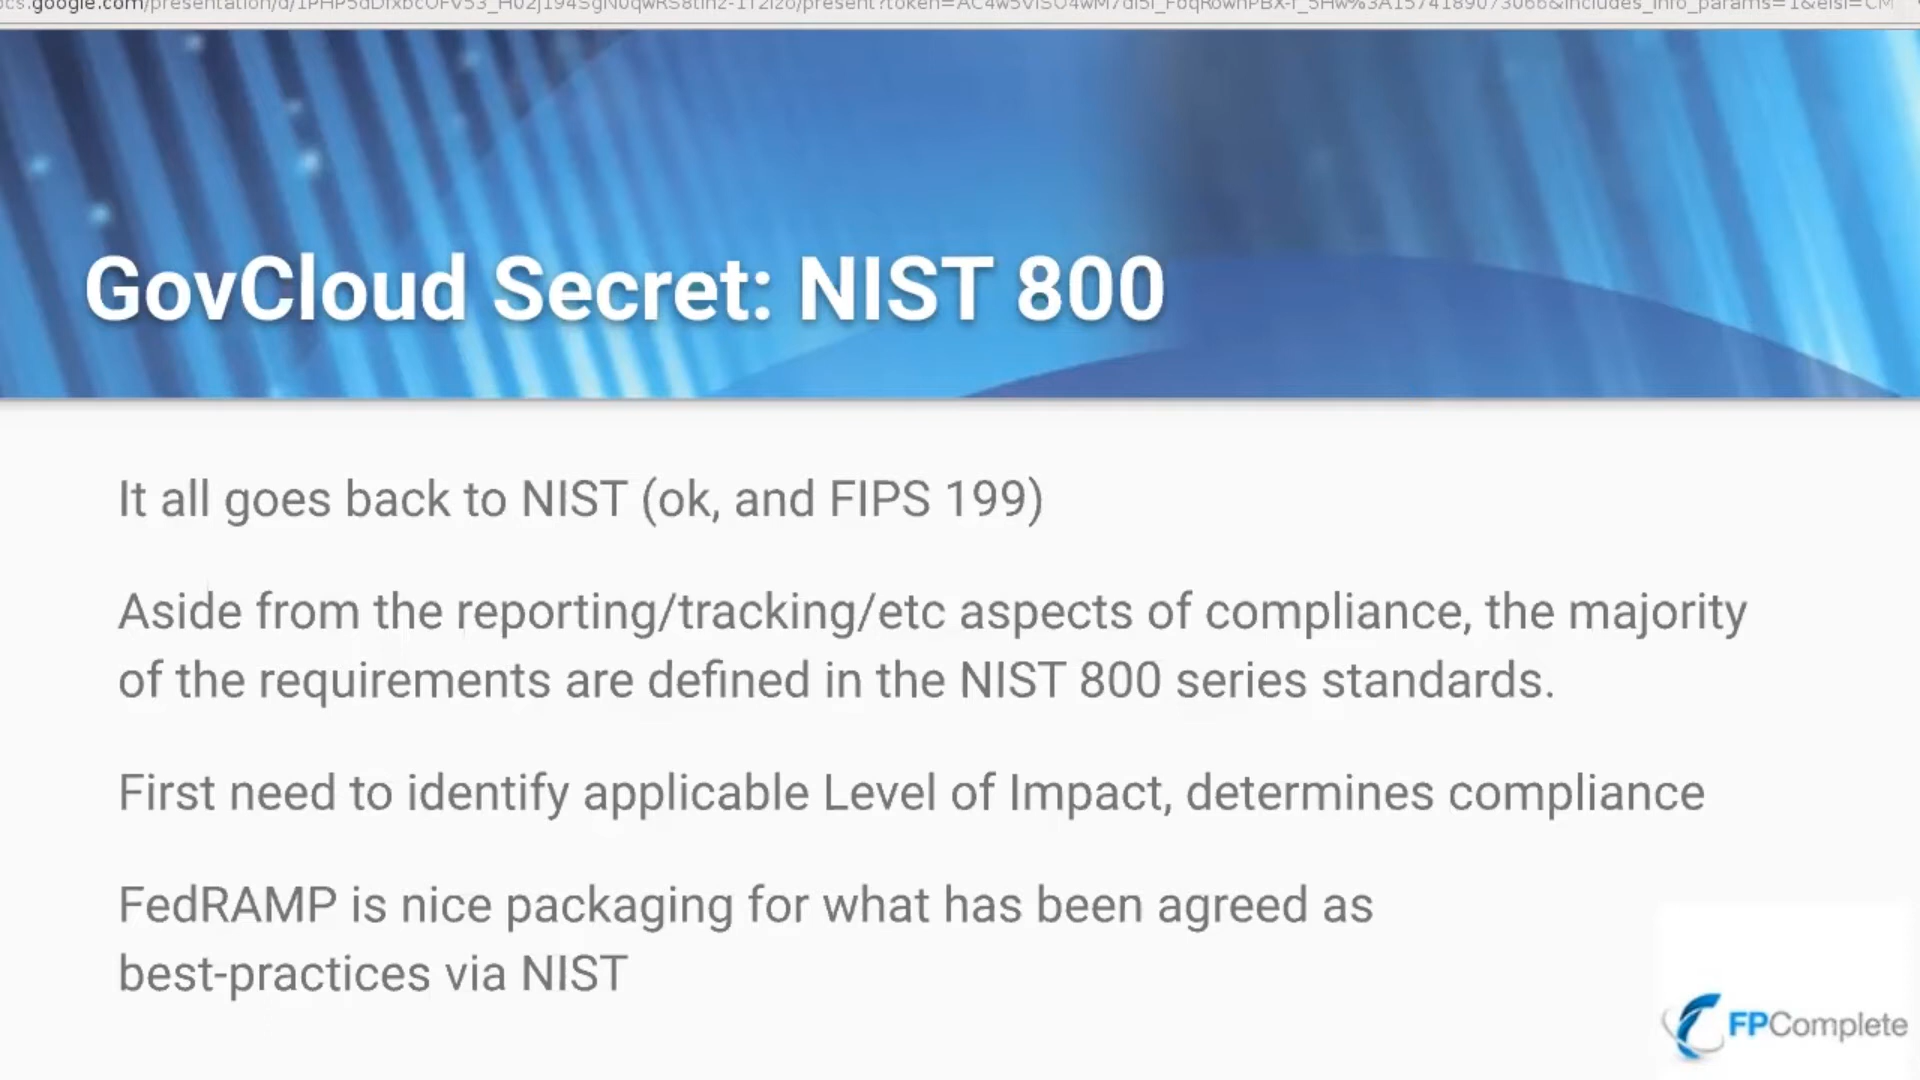 GovCloud Secret: NIST 800
It all goes back to NIST (ok, and FIPS 199)
Aside from the reporting/tracking/etc aspects of compliance, the majority
of the requirements are defined in the NIST 800 series standards.
First need to identify applicable Level of Impact, determines compliance
FedRAMP is nice packaging for what has been agreed as
best-practices via NIST
FPComplete